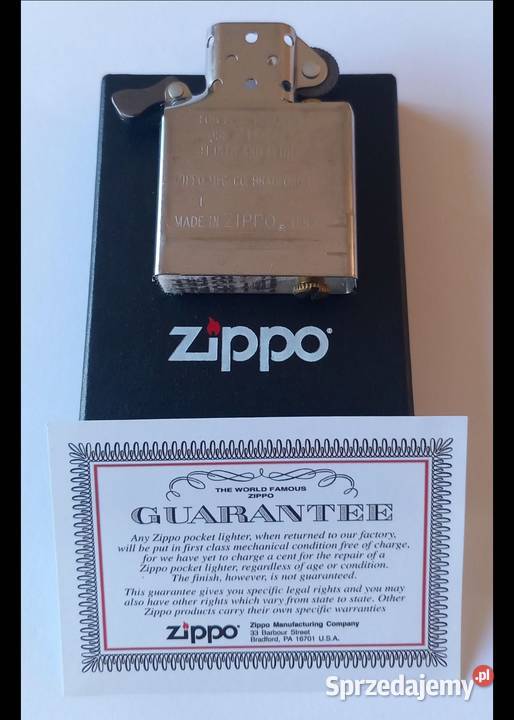 MADE IN ZIPPO®
zippo®
THE WORLD FAMOUS
ZIPPO
GUARANTEE
Any Zippo pocket lighter, when returned to our factory,
will be put in first class mechanical condition free of charge,
for we have yet to charge a cent for the repair of a
Zippo pocket lighter, regardless of age or condition.
The finish, however, is not guaranteed.
This guarantee gives you specific legal rights and you may
also have other rights which vary from state to state. Other
Zippo products carry their own specific warranties
zippo® Zippo Manufacturing Company
33 Barbour Street
Bradford, PA 16701 U.S.A.
Sprzedajemy.pl